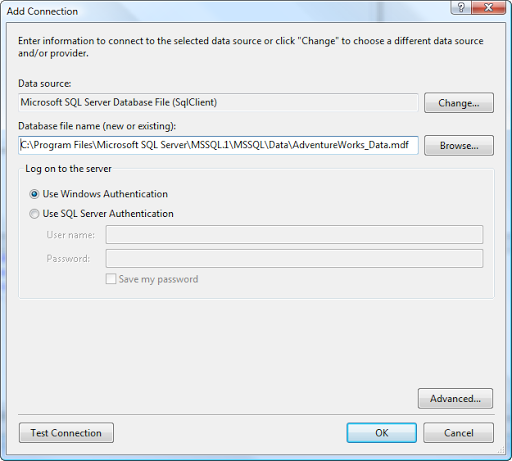 Add Connection
Enter information to connect to the selected data source or click "Change" to choose a different data source
and/or provider.
Data source:
Microsoft SQL Server Database File (SqlClient)
Change...
Database file name (new or existing):
C:\Program Files\Microsoft SQL Server\MSSQL.1\MSSQL\Data\AdventureWorks_Data.mdf
Browse...
Log on to the server
Use Windows Authentication
Use SQL Server Authentication
User name:
Password:
Save my password
Advanced...
Test Connection
OK
Cancel